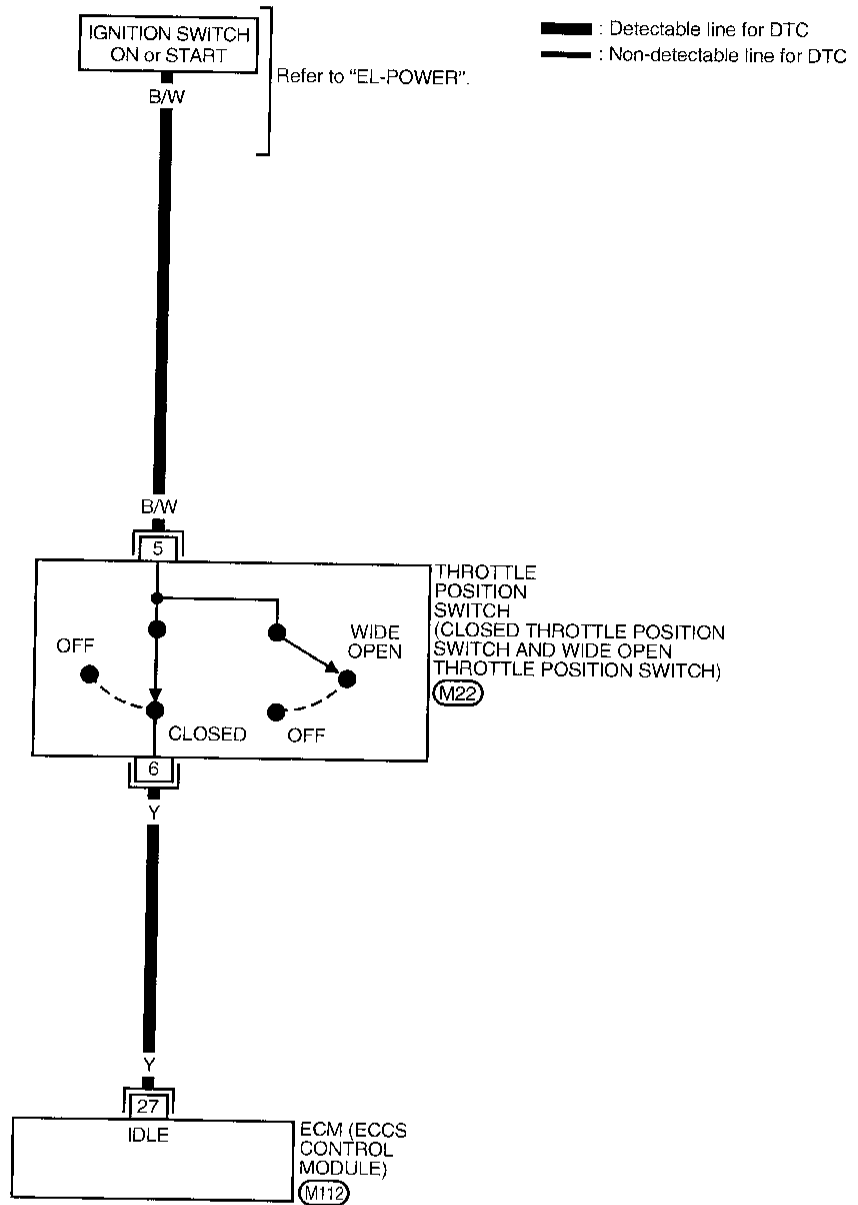 IGNITION SWITCH
ON or START
Refer to "EL-POWER".
: Detectable line for DTC
: Non-detectable line for DTC
B/W
B/W
5
THROTTLE
POSITION
SWITCH
(CLOSED THROTTLE POSITION
SWITCH AND WIDE OPEN
THROTTLE POSITION SWITCH)
M22
OFF
WIDE
OPEN
CLOSED
OFF
6
Y
Y
27
IDLE
ECM (ECCS
CONTROL
MODULE)
M112